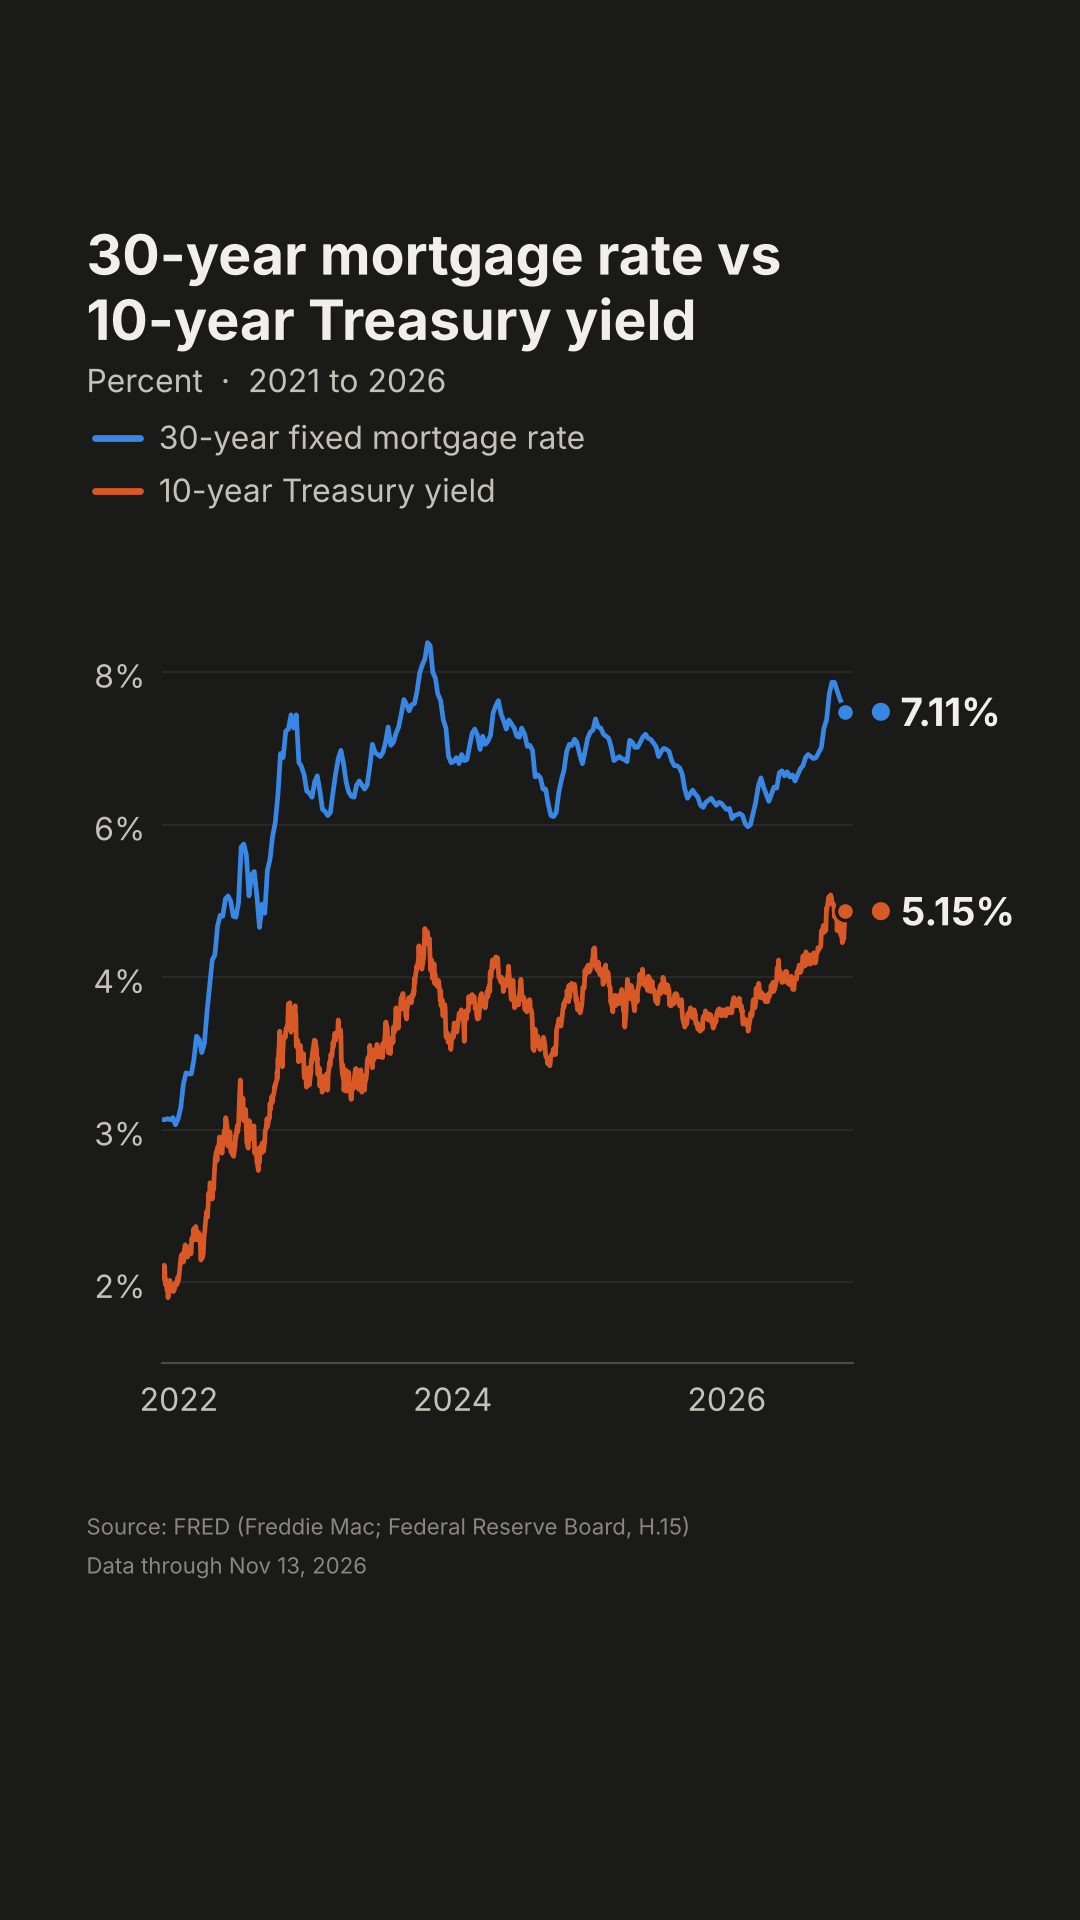 30-year mortgage rate vs
10-year Treasury yield
Percent · 2021 to 2026
30-year fixed mortgage rate
10-year Treasury yield
8%
7.11%
6%
5.15%
4%
3%
2%
2022 2024 2026
Source: FRED (Freddie Mac; Federal Reserve Board, H.15)
Data through Nov 13, 2026